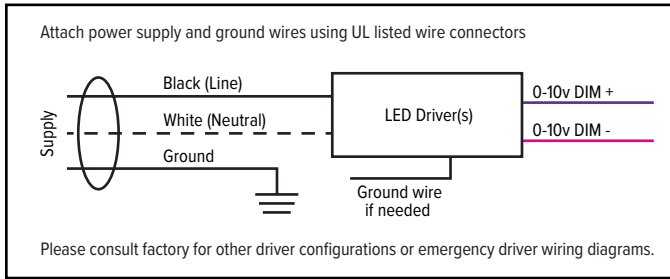 Attach power supply and ground wires using UL listed wire connectors
Supply
Black (Line)
White (Neutral)
Ground
LED Driver(s)
0-10v DIM +
0-10v DIM -
Ground wire
if needed
Please consult factory for other driver configurations or emergency driver wiring diagrams.